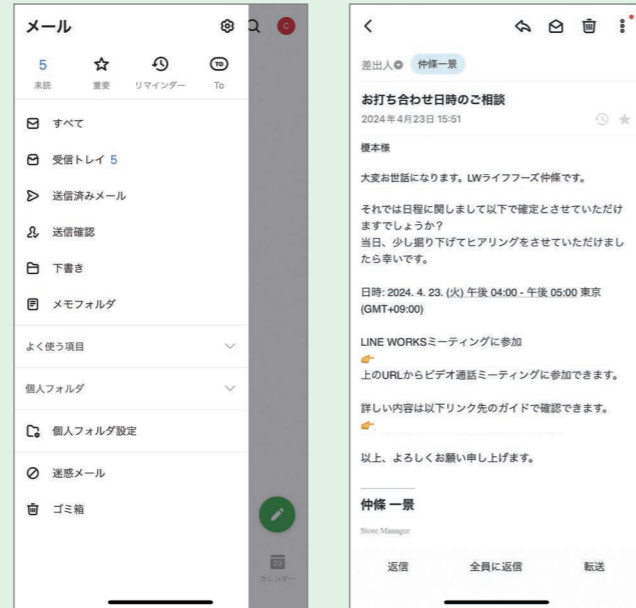 メール
C
5
未読
重要
リマインダー
TO
To
すべて
受信トレイ 5
送信済みメール
送信確認
下書き
メモフォルダ
よく使う項目
個人フォルダ
個人フォルダ設定
迷惑メール
ゴミ箱
23
カレンダー
差出人
仲條一景
お打ち合わせ日時のご相談
2024年4月23日 15:51
榎本様
大変お世話になります。LWライフフーズ仲條です。
それでは日程に関しまして以下で確定とさせていただけ
ますでしょうか？
当日、少し掘り下げてヒアリングをさせていただけまし
たら幸いです。
日時: 2024. 4. 23. (火) 午後 04:00 - 午後 05:00 東京
(GMT+09:00)
LINE WORKSミーティングに参加
上のURLからビデオ通話ミーティングに参加できます。
詳しい内容は以下リンク先のガイドで確認できます。
以上、よろしくお願い申し上げます。
仲條 一景
Store Manager
返信
全員に返信
転送